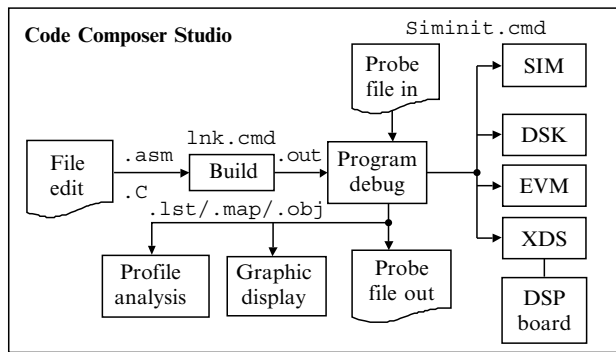 Code Composer Studio
Siminit.cmd
Probe
file in
SIM
DSK
EVM
XDS
DSP
board
File
edit
.asm
.C
lnk.cmd
Build
.out
Program
debug
.lst/.map/.obj
Profile
analysis
Graphic
display
Probe
file out